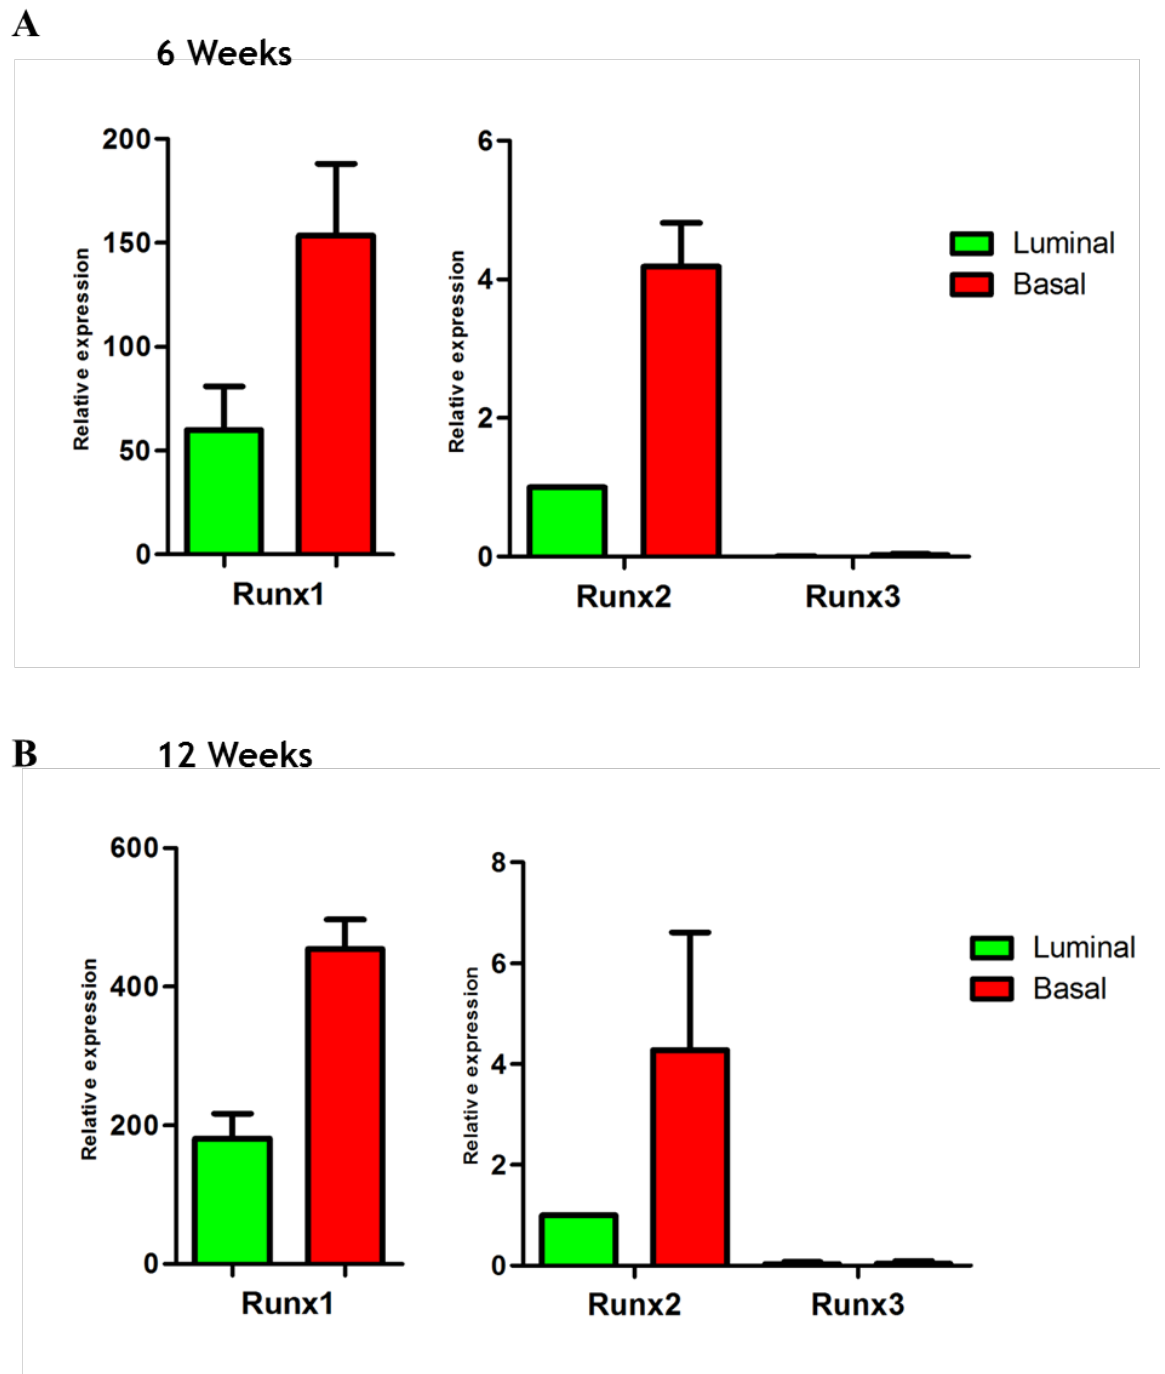 A
6 Weeks
200
150
100
50
0
Relative expression
Runx1
6
4
2
0
Relative expression
Runx2
Runx3
Luminal
Basal
B
12 Weeks
600
400
200
0
Relative expression
Runx1
8
6
4
2
0
Relative expression
Runx2
Runx3
Luminal
Basal